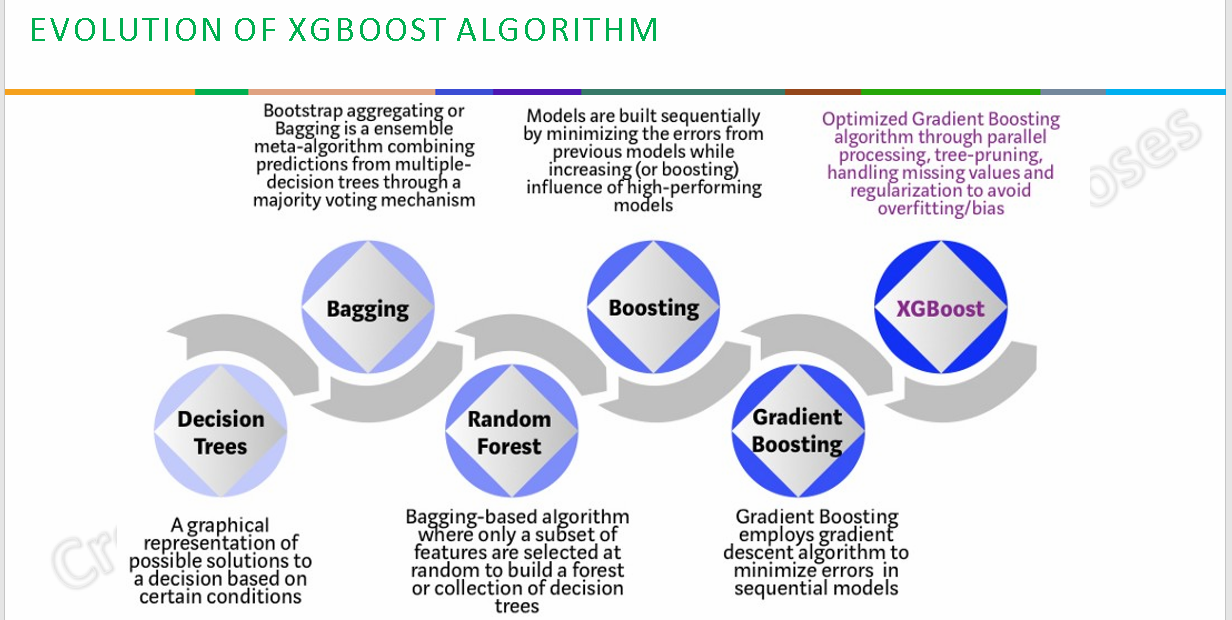 EVOLUTION OF XGBOOST ALGORITHM
Bootstrap aggregating or
Bagging is a ensemble
meta-algorithm combining
predictions from multiple-
decision trees through a
majority voting mechanism
Models are built sequentially
by minimizing the errors from
previous models while
increasing (or boosting)
influence of high-performing
models
Optimized Gradient Boosting
algorithm through parallel
processing, tree-pruning,
handling missing values and
regularization to avoid
overfitting/bias
Bagging
Boosting
XGBoost
Decision
Trees
Random
Forest
Gradient
Boosting
A graphical
representation of
possible solutions to
a decision based on
certain conditions
Bagging-based algorithm
where only a subset of
features are selected at
random to build a forest
or collection of decision
trees
Gradient Boosting
employs gradient
descent algorithm to
minimize errors in
sequential models